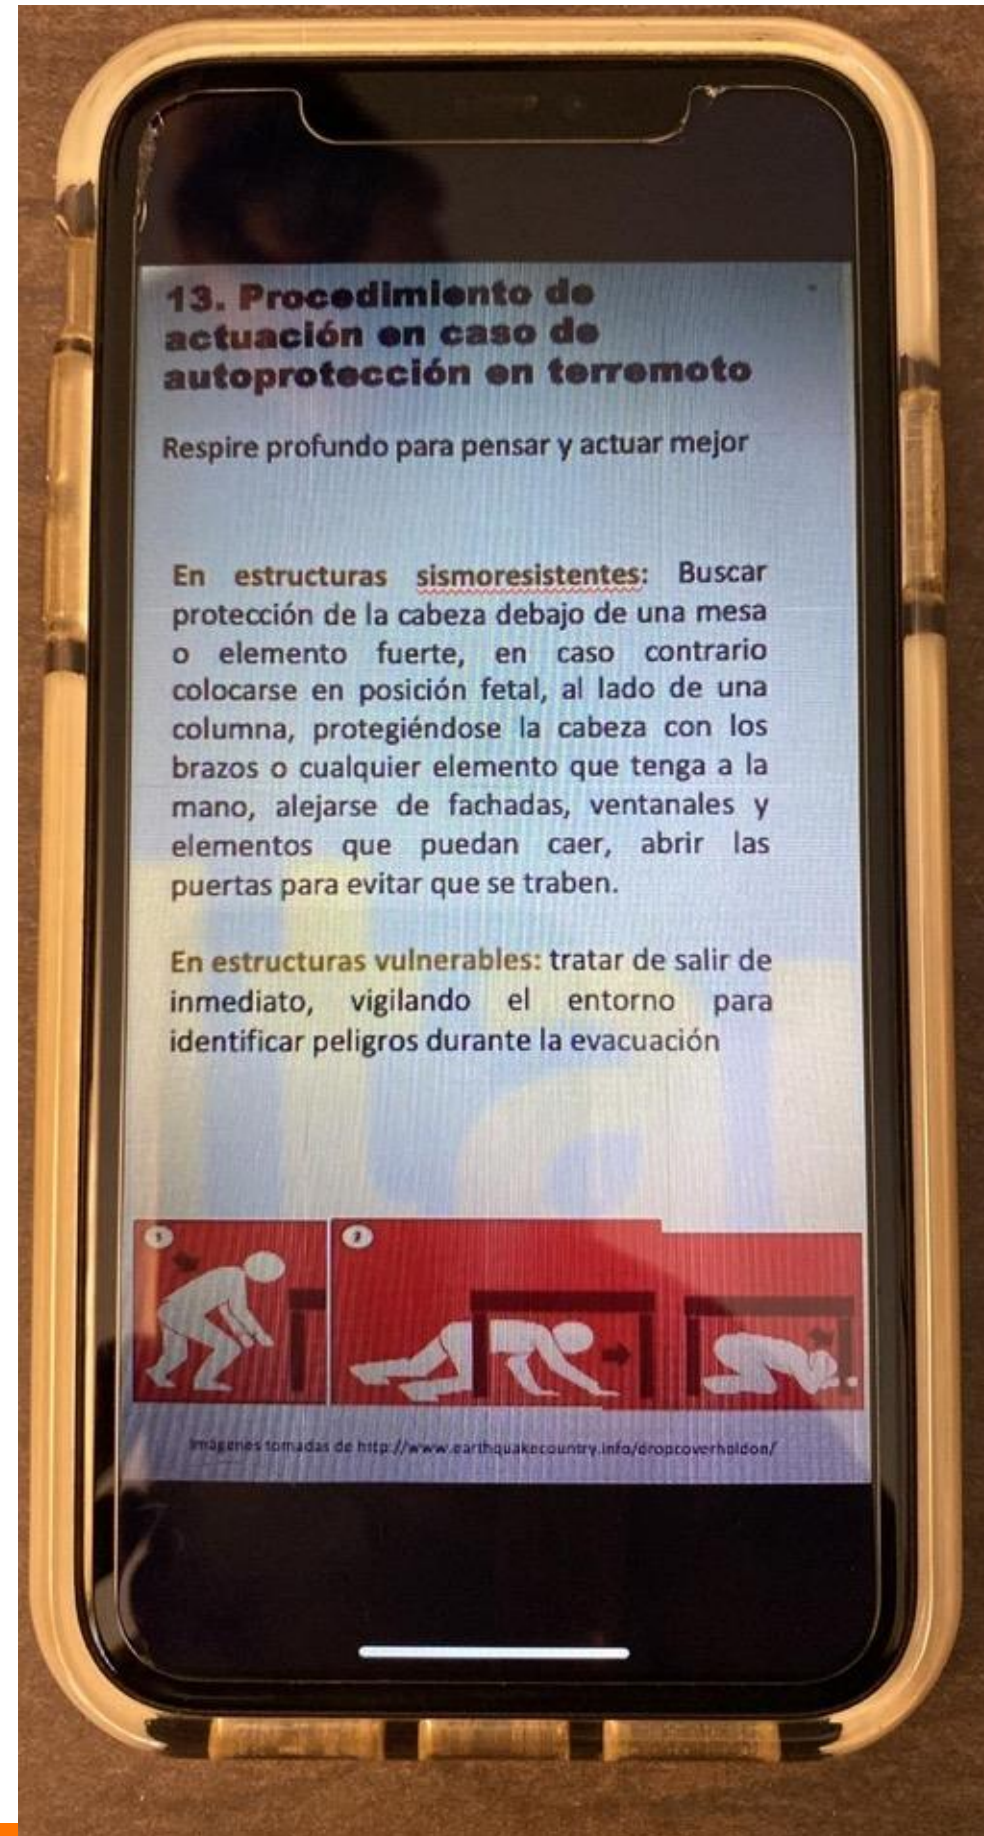 13. Procedimiento de
actuación en caso de
autoprotección en terremoto
Respire profundo para pensar y actuar mejor
En estructuras sismoresistentes: Buscar
protección de la cabeza debajo de una mesa
o elemento fuerte, en caso contrario
colocarse en posición fetal, al lado de una
columna, protegiéndose la cabeza con los
brazos o cualquier elemento que tenga a la
mano, alejarse de fachadas, ventanales y
elementos que puedan caer, abrir las
puertas para evitar que se traben.
En estructuras vulnerables: tratar de salir de
inmediato, vigilando el entorno para
identificar peligros durante la evacuación
1
2
Imágenes tomadas de http://www.earthquakecountry.info/dropcoverholdon/